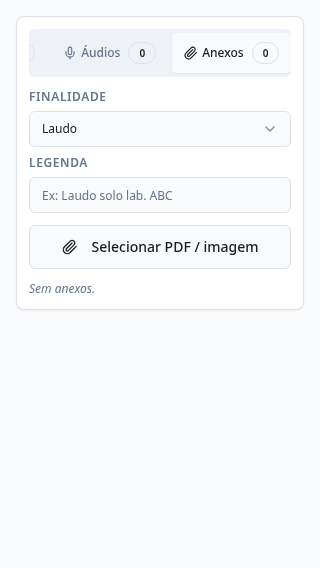 Áudios 0 Anexos 0
FINALIDADE
Laudo
LEGENDA
Ex: Laudo solo lab. ABC
Selecionar PDF / imagem
Sem anexos.